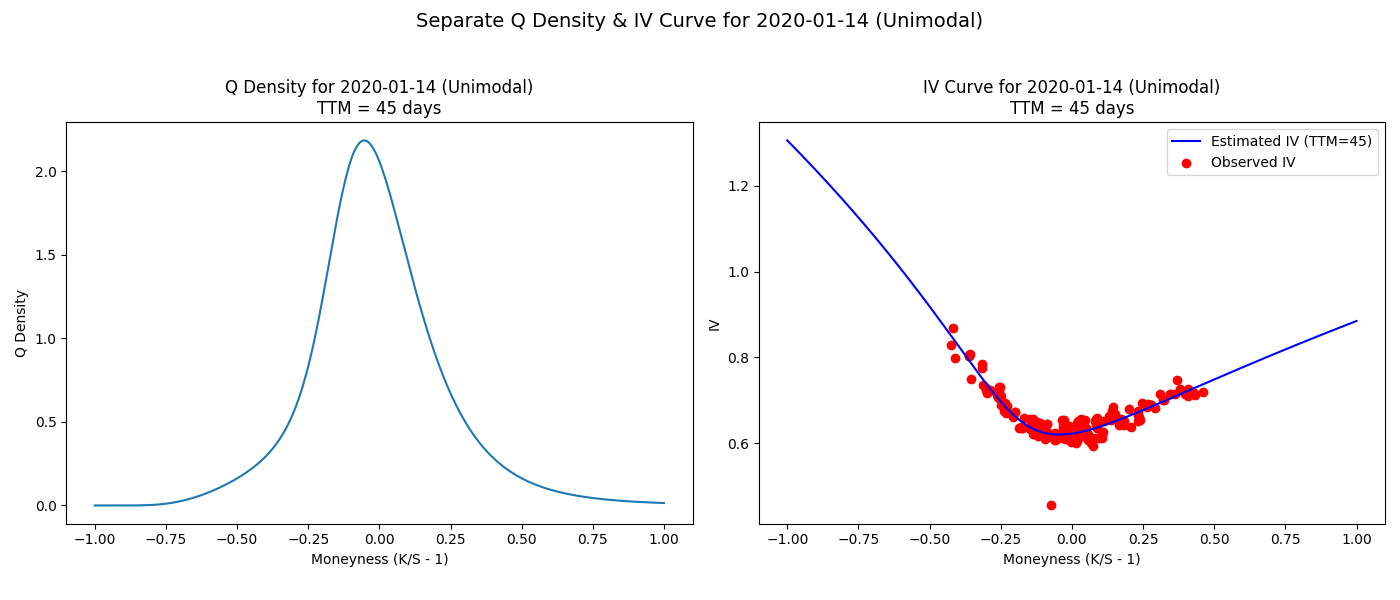 Separate Q Density & IV Curve for 2020-01-14 (Unimodal)
Q Density for 2020-01-14 (Unimodal)
TTM = 45 days
Q Density
2.0
1.5
1.0
0.5
0.0
−1.00 −0.75 −0.50 −0.25 0.00 0.25 0.50 0.75 1.00
Moneyness (K/S - 1)
IV Curve for 2020-01-14 (Unimodal)
TTM = 45 days
Estimated IV (TTM=45)
Observed IV
IV
1.2
1.0
0.8
0.6
−1.00 −0.75 −0.50 −0.25 0.00 0.25 0.50 0.75 1.00
Moneyness (K/S - 1)